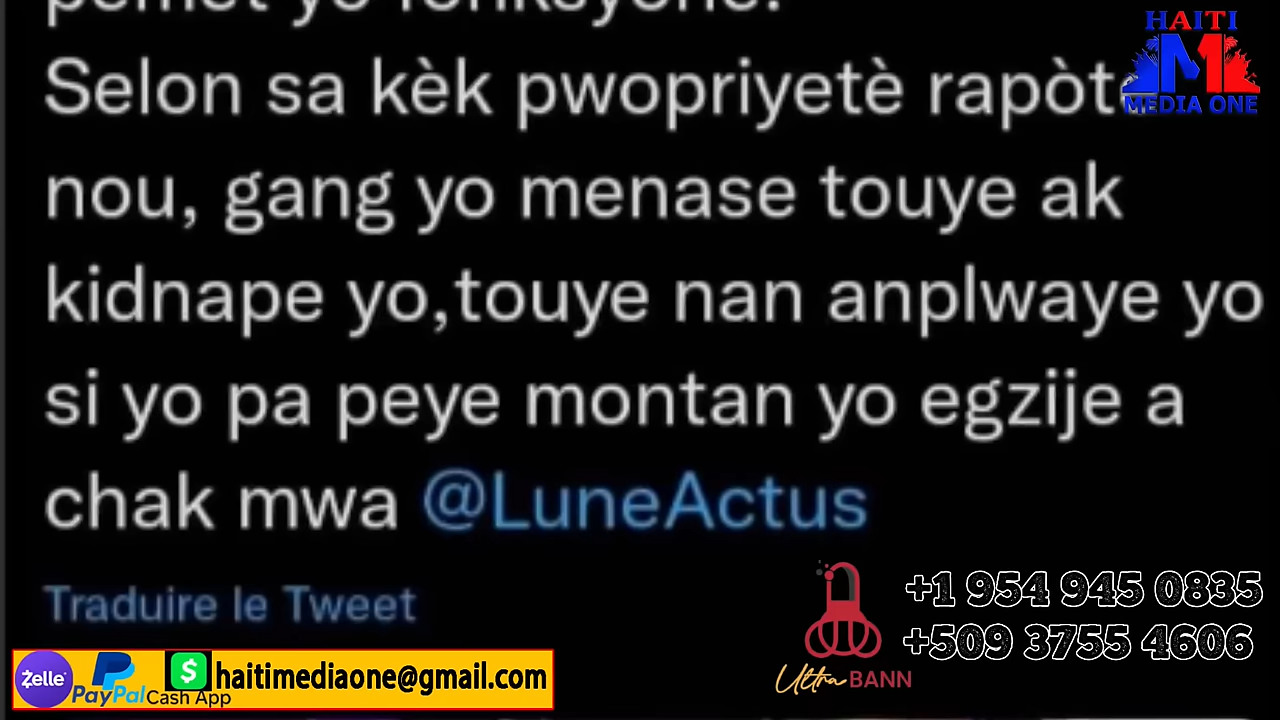 HAITI
MEDIA ONE
Selon sa kèk pwopriyetè rapòte
nou, gang yo menase touye ak
kidnape yo,touye nan anplwaye yo
si yo pa peye montan yo egzije a
chak mwa @LuneActus
Traduire le Tweet
+1 954 945 0835
+509 3755 4606
Ultra BANN
Zelle
PayPal
$
Cash App
haitimediaone@gmail.com